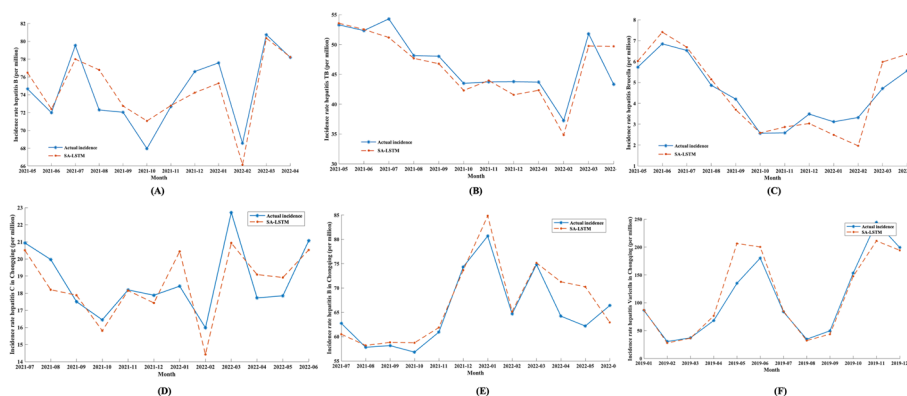 82
80
78
76
74
72
70
68
66
Incidence rate hepatitis B (per million)
Actual incidence
SA-LSTM
2021-05 2021-06 2021-07 2021-08 2021-09 2021-10 2021-11 2021-12 2022-01 2022-02 2022-03 2022-04
Month
(A)
55
50
45
40
35
30
Incidence rate hepatitis TB (per million)
Actual incidence
SA-LSTM
2021-05 2021-06 2021-07 2021-08 2021-09 2021-10 2021-11 2021-12 2022-01 2022-02 2022-03 2022-
Month
(B)
8
7
6
5
4
3
2
1
Incidence rate hepatitis Brucella (per million)
Actual incidence
SA-LSTM
2021-05 2021-06 2021-07 2021-08 2021-09 2021-10 2021-11 2021-12 2022-01 2022-02 2022-03 2022-
Month
(C)
23
22
21
20
19
18
17
16
15
14
Incidence rate hepatitis C in Chongqing (per million)
Actual incidence
SA-LSTM
2021-07 2021-08 2021-09 2021-10 2021-11 2021-12 2022-01 2022-02 2022-03 2022-04 2022-05 2022-06
Month
(D)
85
75
65
55
Incidence rate hepatitis B in Chongqing (per million)
Actual incidence
SA-LSTM
2021-07 2021-08 2021-09 2021-10 2021-11 2021-12 2022-01 2022-02 2022-03 2022-04 2022-05 2022-0
Month
(E)
250
200
150
100
50
0
Incidence rate hepatitis Varicella in Chongqing (per million)
Actual incidence
SA-LSTM
2019-01 2019-02 2019-03 2019-04 2019-05 2019-06 2019-07 2019-08 2019-09 2019-10 2019-11 2019-12
Month
(F)